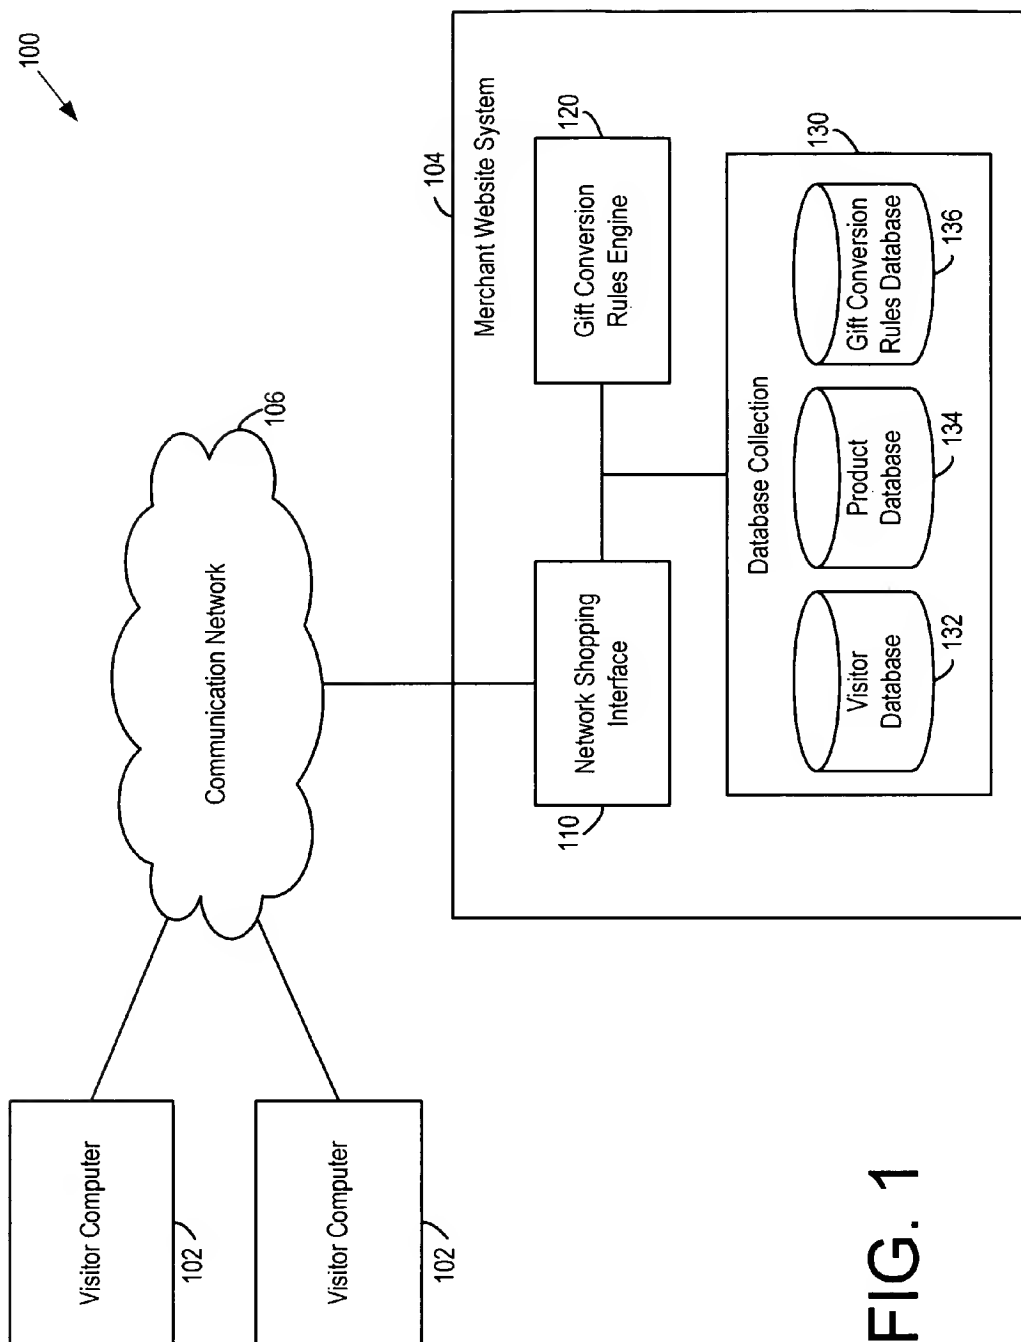 100
Visitor Computer
102
Visitor Computer
102
Communication Network
106
104
Merchant Website System
Network Shopping
Interface
110
Gift Conversion
Rules Engine
120
130
Database Collection
Visitor
Database
132
Product
Database
134
Gift Conversion
Rules Database
136
FIG. 1